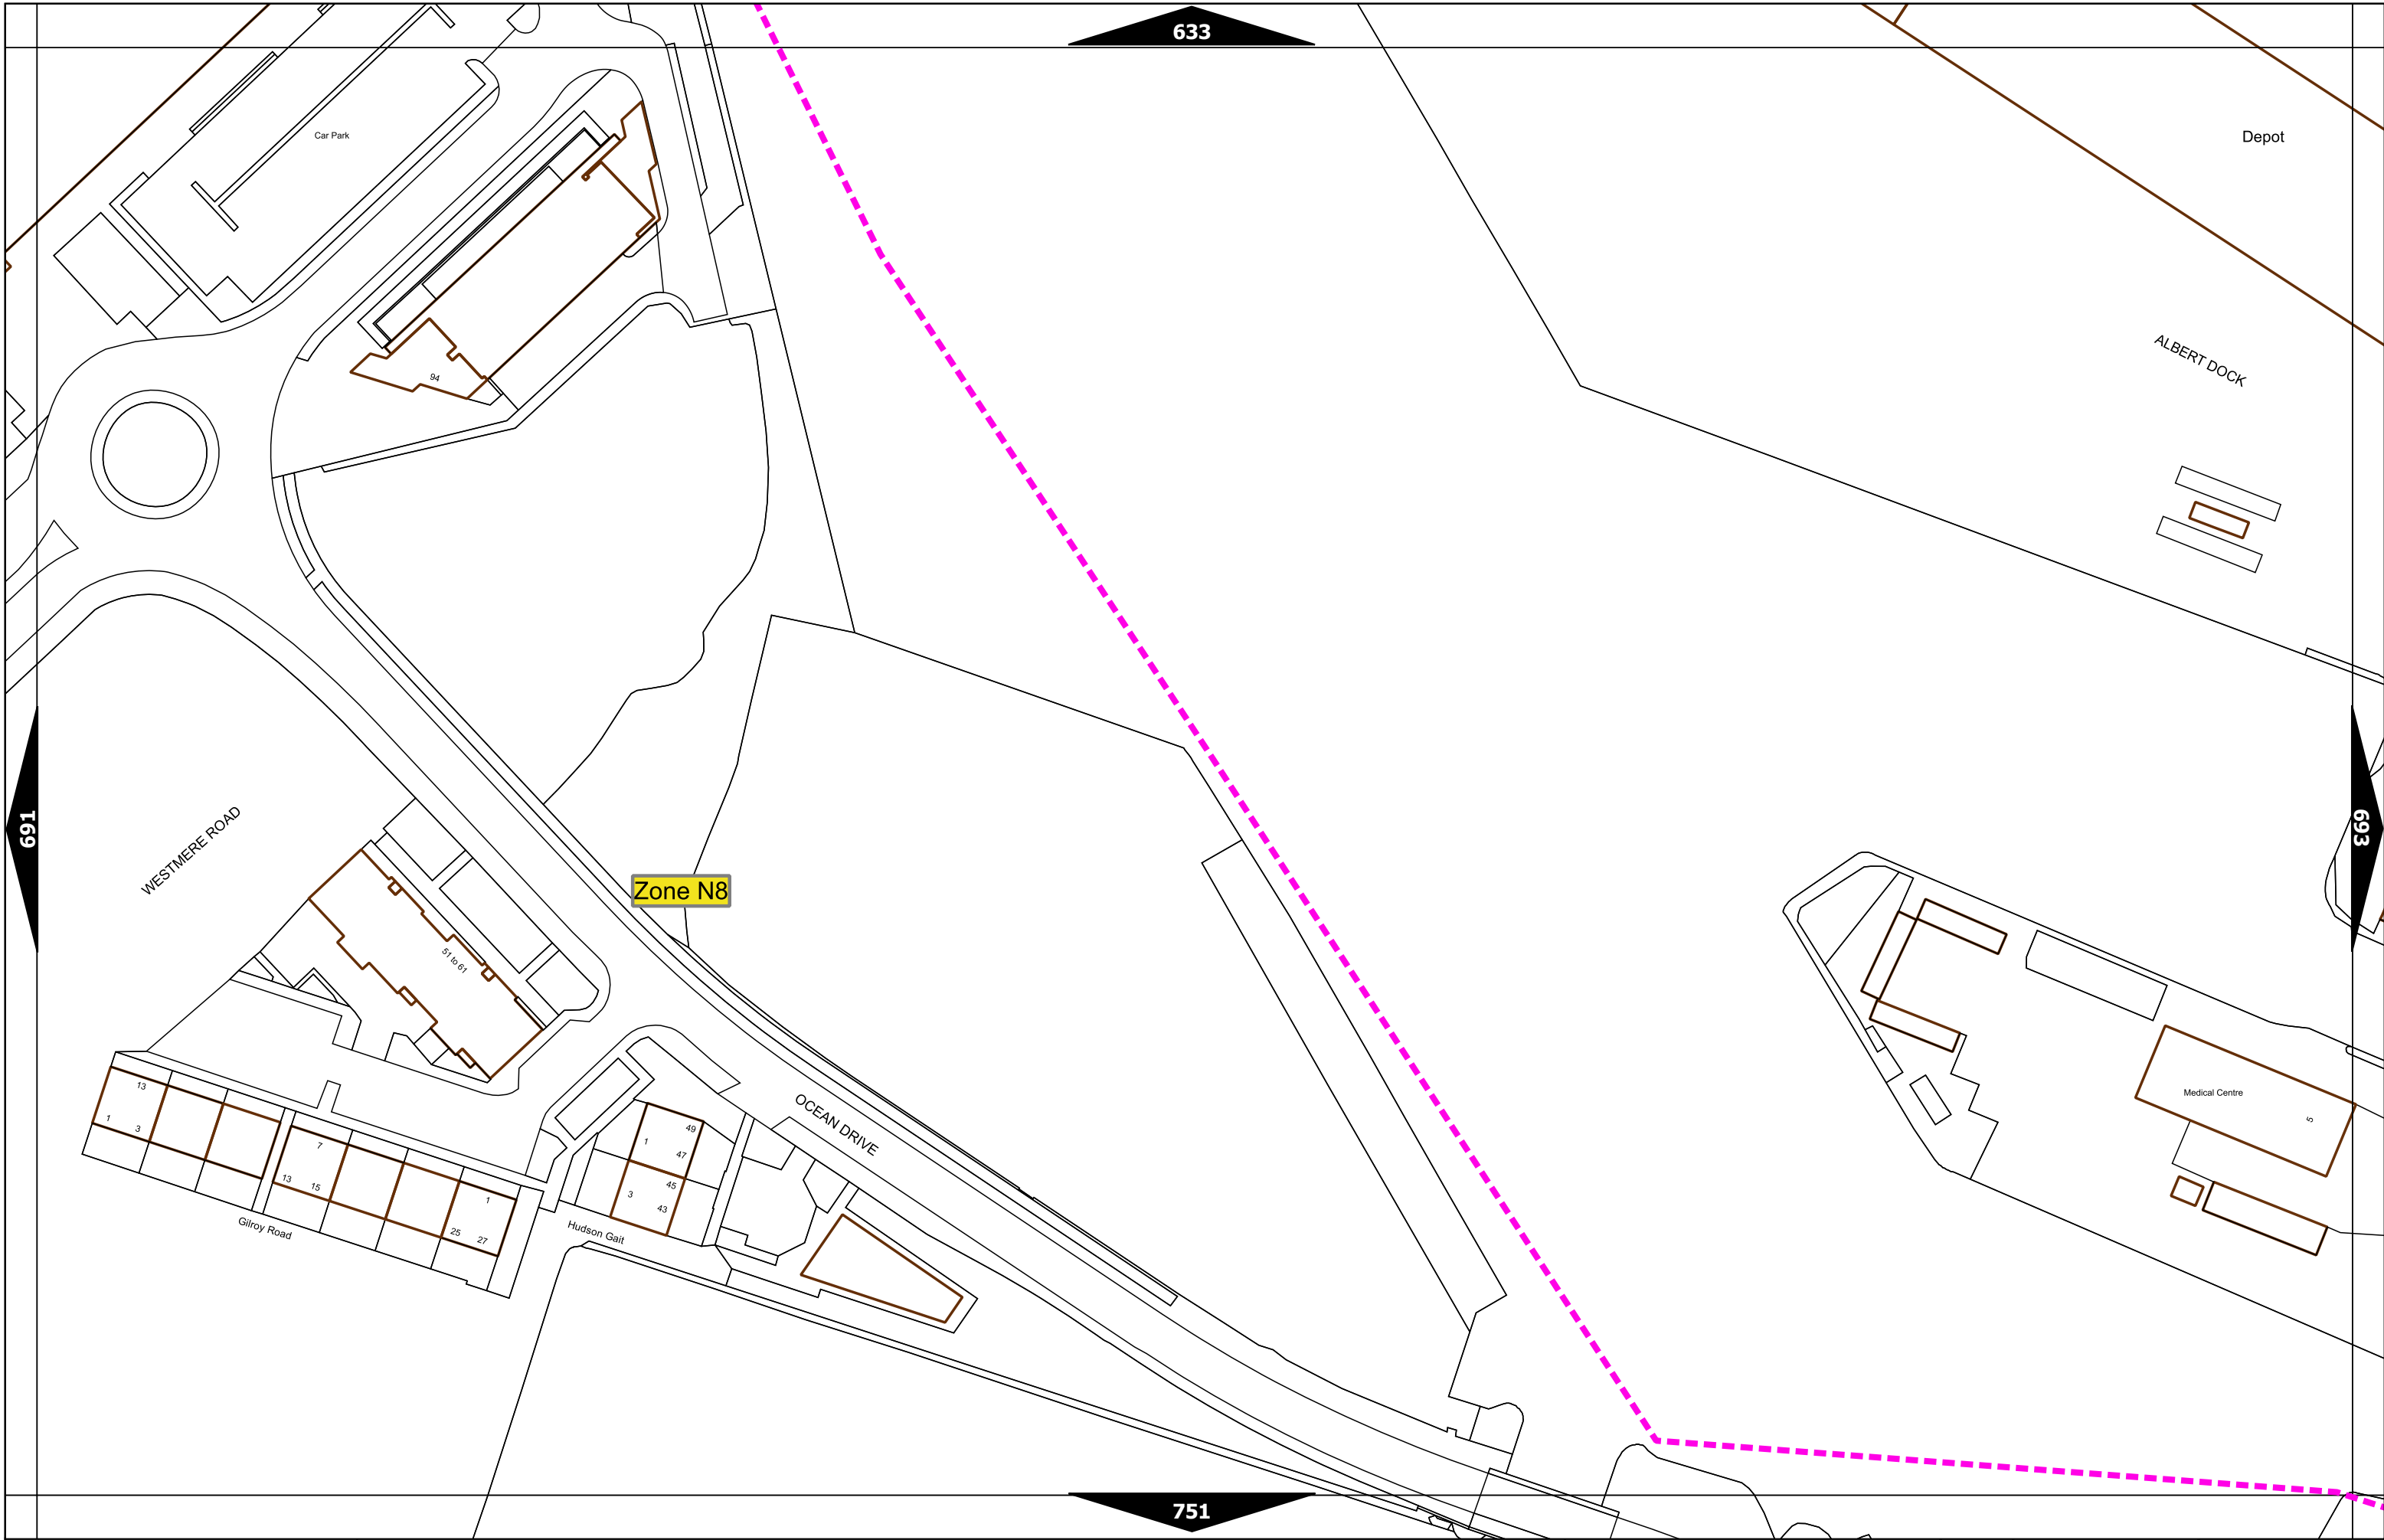 633
Car Park
Depot
ALBERT DOCK
94
691
693
WESTMERE ROAD
Zone N8
51 to 61
OCEAN DRIVE
Medical Centre
5
13
1
3
7
13
15
1
25
27
Gilroy Road
Hudson Gait
49
1
47
45
3
43
751